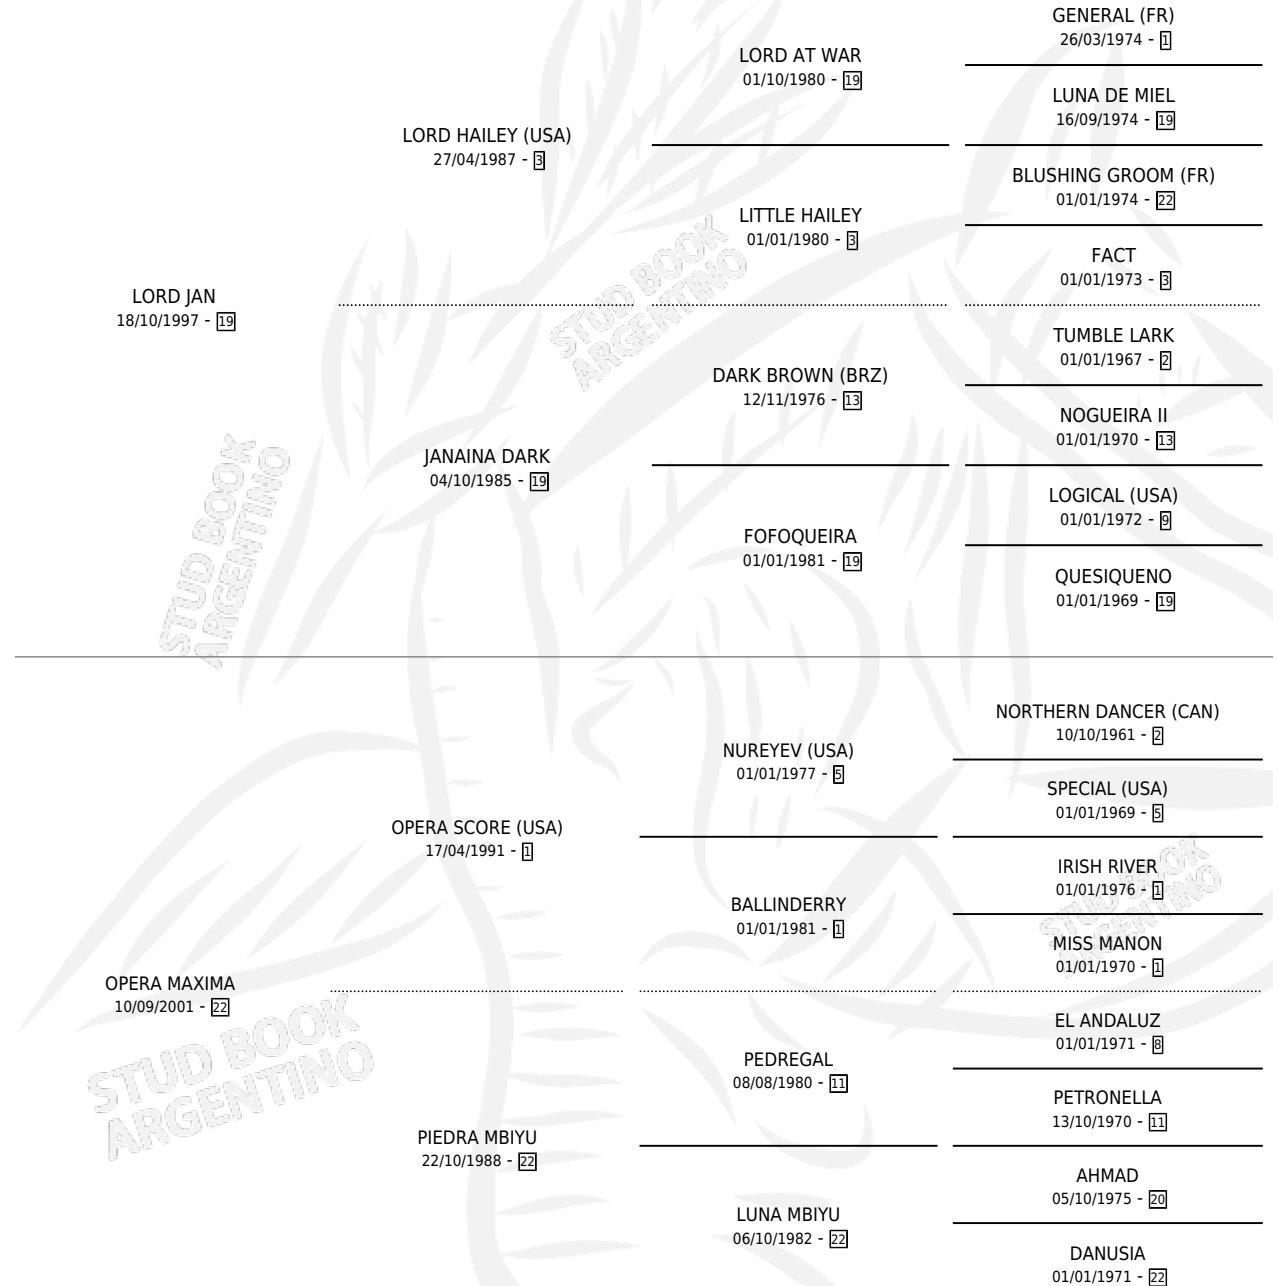 GENERAL (FR)
26/03/1974 - 1
LORD AT WAR
01/10/1980 - 19
LUNA DE MIEL
16/09/1974 - 19
LORD HAILEY (USA)
27/04/1987 - 3
BLUSHING GROOM (FR)
01/01/1974 - 22
LITTLE HAILEY
01/01/1980 - 3
FACT
01/01/1973 - 3
LORD JAN
18/10/1997 - 19
STUD BOOK
ARGENTINO
TUMBLE LARK
01/01/1967 - 2
DARK BROWN (BRZ)
12/11/1976 - 13
NOGUEIRA II
01/01/1970 - 13
JANAINA DARK
04/10/1985 - 19
LOGICAL (USA)
01/01/1972 - 9
FOFOQUEIRA
01/01/1981 - 19
QUESIQUENO
01/01/1969 - 19
STUD BOOK
ARGENTINO
NORTHERN DANCER (CAN)
10/10/1961 - 2
NUREYEV (USA)
01/01/1977 - 5
SPECIAL (USA)
01/01/1969 - 5
OPERA SCORE (USA)
17/04/1991 - 1
IRISH RIVER
01/01/1976 - 1
BALLINDERRY
01/01/1981 - 1
MISS MANON
01/01/1970 - 1
STUD BOOK
ARGENTINO
OPERA MAXIMA
10/09/2001 - 22
EL ANDALUZ
01/01/1971 - 8
PEDREGAL
08/08/1980 - 11
PETRONELLA
13/10/1970 - 11
STUD BOOK
ARGENTINO
PIEDRA MBIYU
22/10/1988 - 22
AHMAD
05/10/1975 - 20
LUNA MBIYU
06/10/1982 - 22
DANUSIA
01/01/1971 - 22